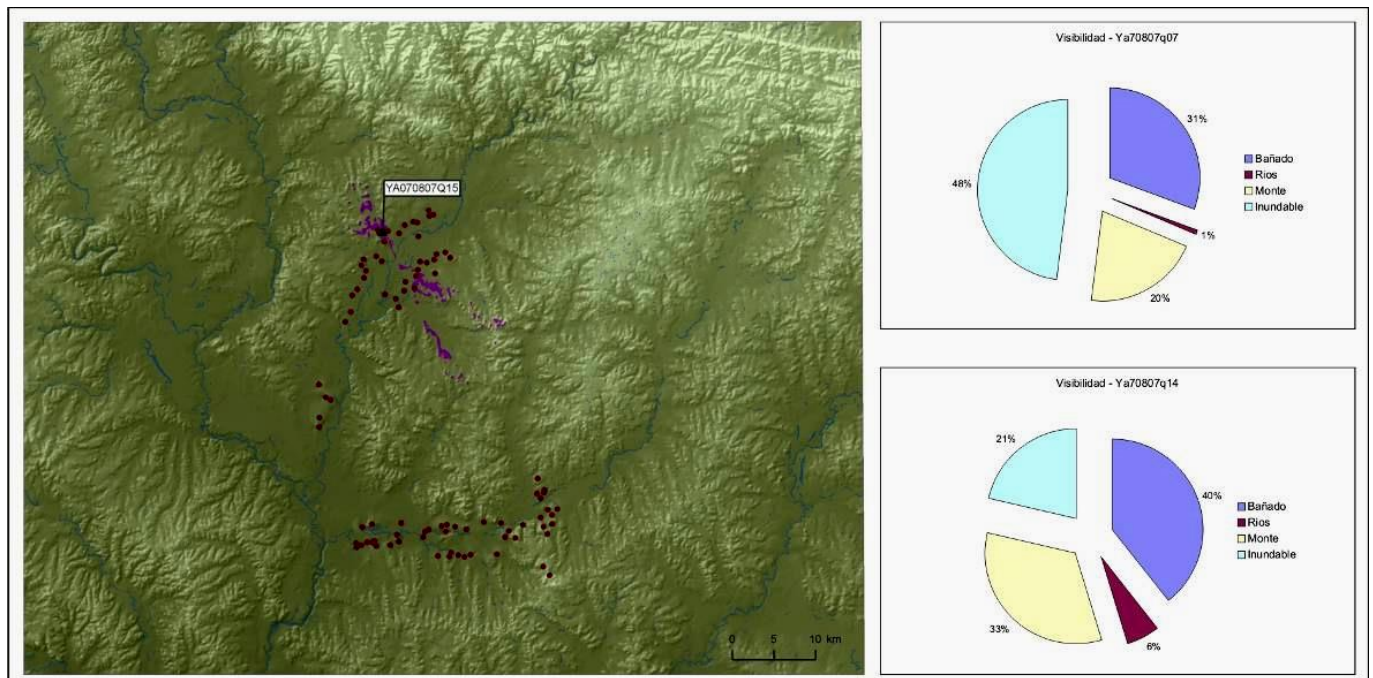 YA070807Q15
0 5 10 km
Visibilidad - Ya70807q07
31%
48%
1%
20%
Bañado
Rios
Monte
Inundable
Visibilidad - Ya70807q14
21%
40%
33%
6%
Bañado
Rios
Monte
Inundable